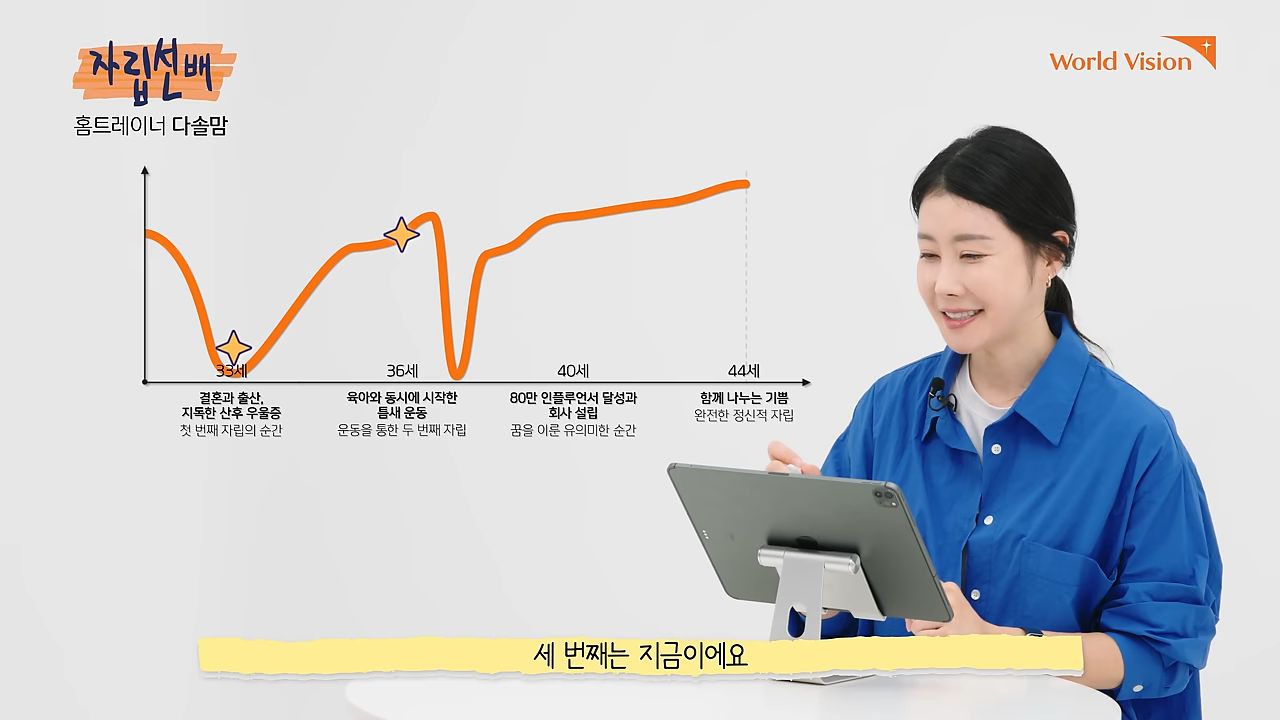 자립선배
홈트레이너 다솔맘
World Vision
33세
결혼과 출산,
지독한 산후 우울증
첫 번째 자립의 순간
36세
육아와 동시에 시작한
틈새 운동
운동을 통한 두 번째 자립
40세
80만 인플루언서 달성과
회사 설립
꿈을 이룬 유의미한 순간
44세
함께 나누는 기쁨
완전한 정신적 자립
세 번째는 지금이에요